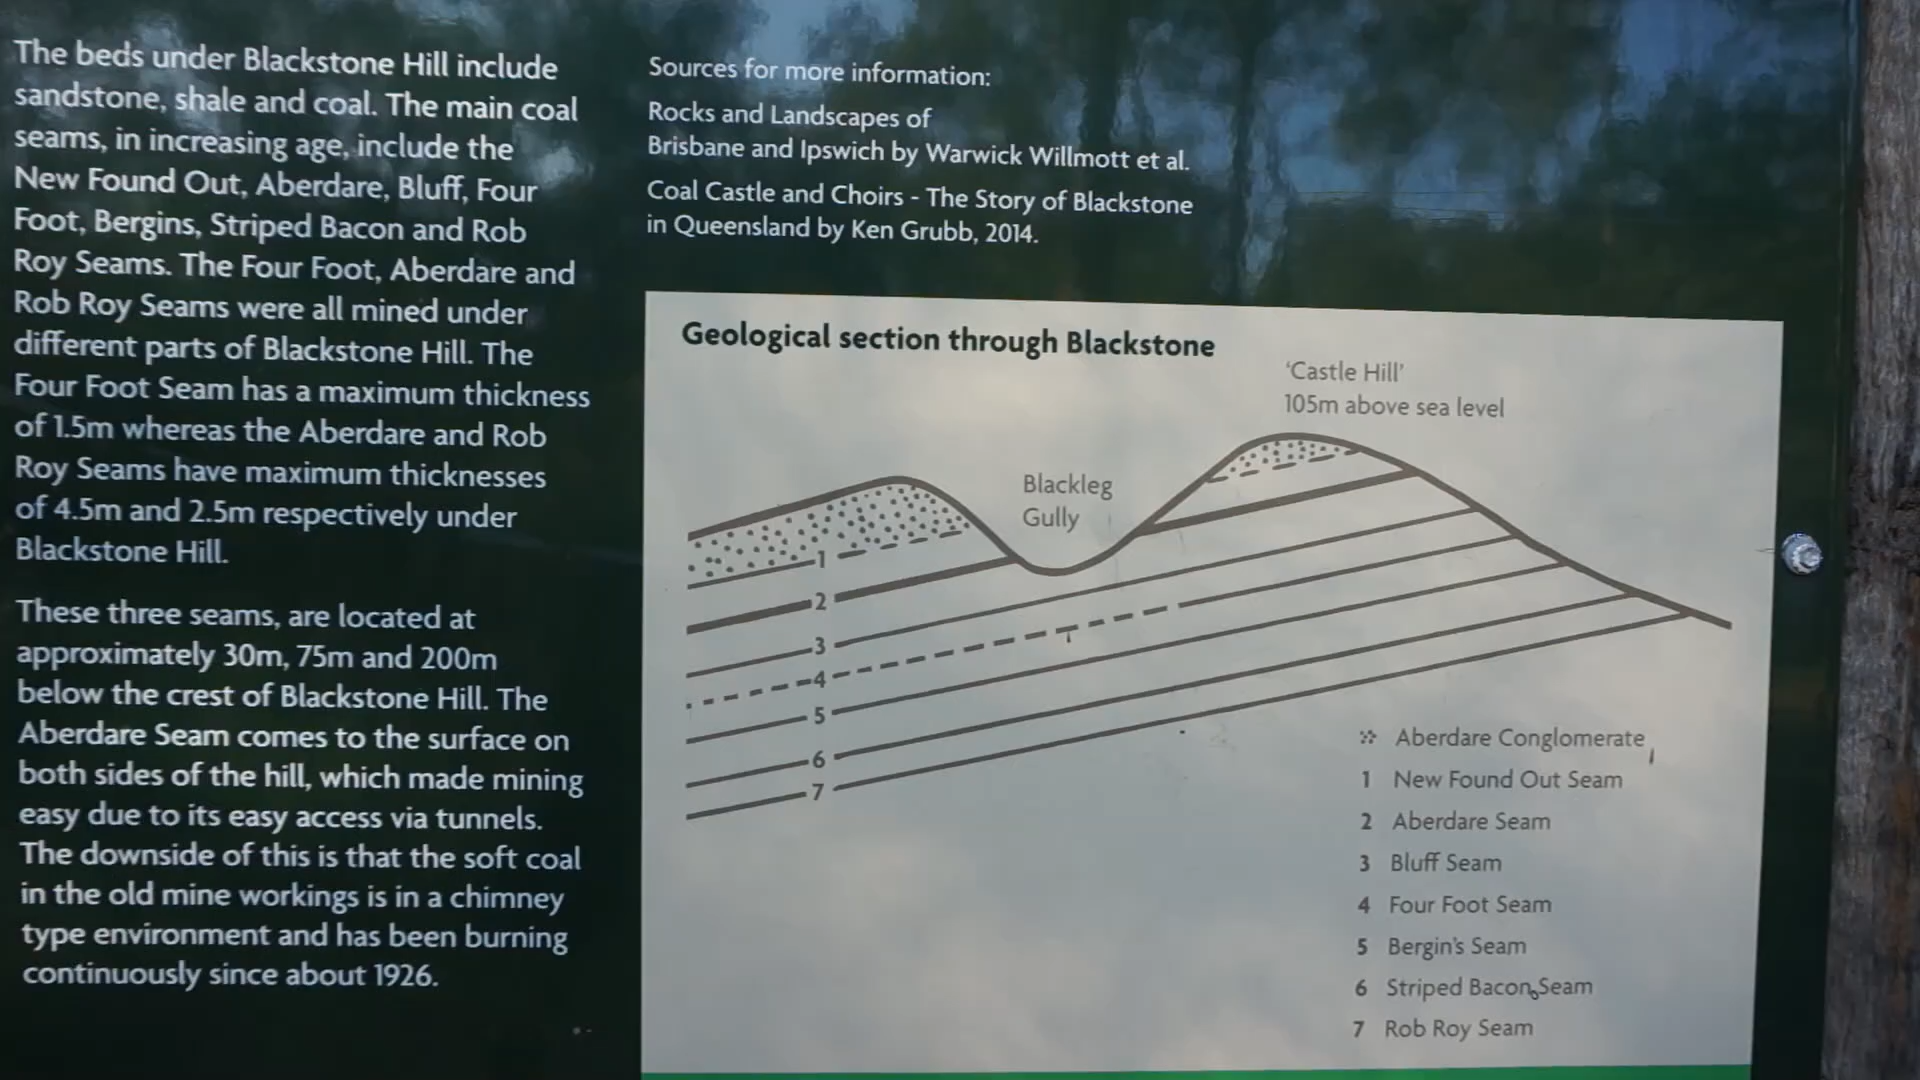 The beds under Blackstone Hill include
sandstone, shale and coal. The main coal
seams, in increasing age, include the
New Found Out, Aberdare, Bluff, Four
Foot, Bergins, Striped Bacon and Rob
Roy Seams. The Four Foot, Aberdare and
Rob Roy Seams were all mined under
different parts of Blackstone Hill. The
Four Foot Seam has a maximum thickness
of 1.5m whereas the Aberdare and Rob
Roy Seams have maximum thicknesses
of 4.5m and 2.5m respectively under
Blackstone Hill.
These three seams, are located at
approximately 30m, 75m and 200m
below the crest of Blackstone Hill. The
Aberdare Seam comes to the surface on
both sides of the hill, which made mining
easy due to its easy access via tunnels.
The downside of this is that the soft coal
in the old mine workings is in a chimney
type environment and has been burning
continuously since about 1926.
Sources for more information:
Rocks and Landscapes of
Brisbane and Ipswich by Warwick Willmott et al.
Coal Castle and Choirs - The Story of Blackstone
in Queensland by Ken Grubb, 2014.
Geological section through Blackstone
'Castle Hill'
105m above sea level
Blackleg
Gully
1
2
3
4
5
6
7
Aberdare Conglomerate
1 New Found Out Seam
2 Aberdare Seam
3 Bluff Seam
4 Four Foot Seam
5 Bergin's Seam
6 Striped Bacon Seam
7 Rob Roy Seam